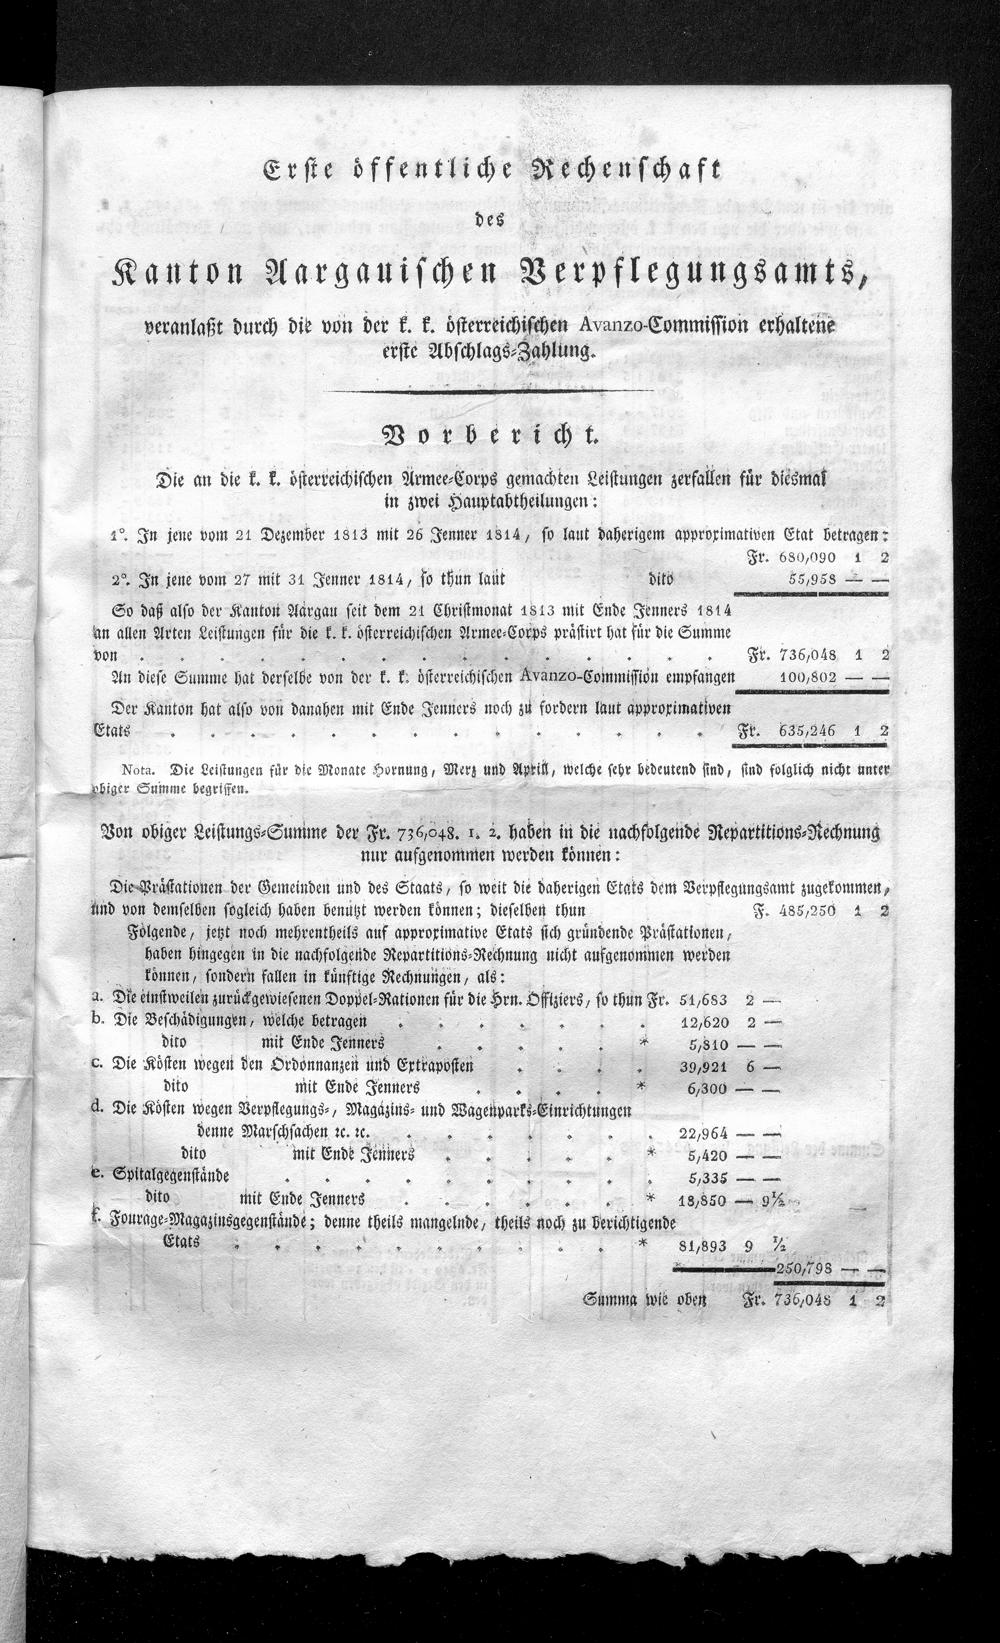 Erste öffentliche Rechenschaft
des
Kanton Aargauischen Verpflegungsamts,
veranlaßt durch die von der k. k. österreichischen Avanzo-Commission erhaltene
erste Abschlags-Zahlung.
Vorbericht.
Die an die k. k. österreichischen Armee-Corps gemachten Leistungen zerfallen für diesmal
in zwei Hauptabtheilungen:
1°. In jene vom 21 Dezember 1813 mit 26 Jenner 1814, so laut daherigem approximativen Etat betragen:
Fr. 680,090 1 2
2°. In jene vom 27 mit 31 Jenner 1814, so thun laut dito 55,958 — —
So daß also der Kanton Aargau seit dem 21 Christmonat 1813 mit Ende Jenners 1814
an allen Arten Leistungen für die k. k. österreichischen Armee-Corps prästirt hat für die Summe
von . . . . . . . . . . . . . . . . Fr. 736,048 1 2
An diese Summe hat derselbe von der k. k. österreichischen Avanzo-Commission empfangen 100,802 — —
Der Kanton hat also von danahen mit Ende Jenners noch zu fordern laut approximativen
Etats . . . . . . . . . . . . . . . Fr. 635,246 1 2
Nota. Die Leistungen für die Monate Hornung, Merz und Aprill, welche sehr bedeutend sind, sind folglich nicht unter
obiger Summe begriffen.
Von obiger Leistungs-Summe der Fr. 736,048. 1. 2. haben in die nachfolgende Repartitions-Rechnung
nur aufgenommen werden können:
Die Prästationen der Gemeinden und des Staats, so weit die daherigen Etats dem Verpflegungsamt zugekommen,
und von demselben sogleich haben benutzt werden können; dieselben thun F. 485,250 1 2
Folgende, jetzt noch mehrentheils auf approximative Etats sich gründende Prästationen,
haben hingegen in die nachfolgende Repartitions-Rechnung nicht aufgenommen werden
können, sondern fallen in künftige Rechnungen, als:
a. Die einstweilen zurückgewiesenen Doppel-Rationen für die Hrn. Offiziers, so thun Fr. 51,683 2 —
b. Die Beschädigungen, welche betragen . . . . . . . 12,620 2 —
dito mit Ende Jenners . . . . . * 5,810 — —
c. Die Kösten wegen den Ordonnanzen und Extraposten . . . . 39,921 6 —
dito mit Ende Jenners . . . . * 6,300 — —
d. Die Kösten wegen Verpflegungs-, Magazins- und Wagenparks-Einrichtungen
denne Marschsachen ꝛc. ꝛc. . . . . . . . 22,964 — —
dito mit Ende Jenners . . . . . . * 5,420 — —
e. Spitalgegenstände . . . . . . . . . . . 5,335 — —
dito mit Ende Jenners . . . . . . * 18,850 — 9½
f. Fourage-Magazinsgegenstände; denne theils mangelnde, theils noch zu berichtigende
Etats . . . . . . . . . . * 81,893 9 ½
250,798 — —
Summa wie oben Fr. 736,048 1 2